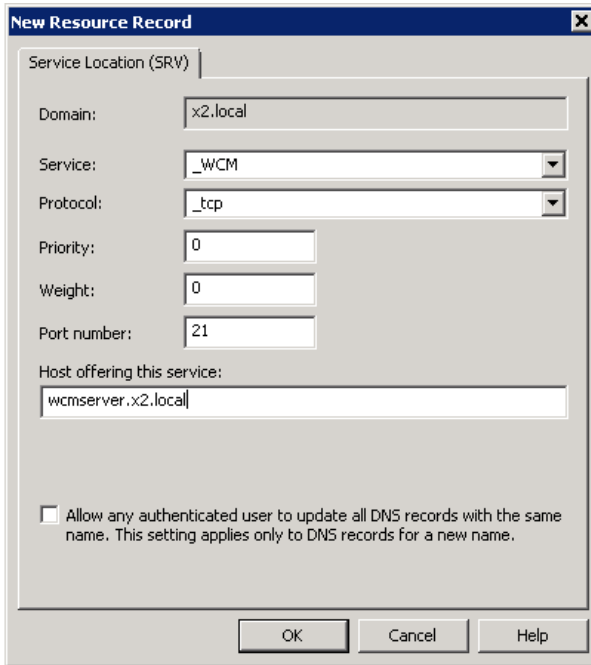 New Resource Record
Service Location (SRV)
Domain: x2.local
Service: _WCM
Protocol: _tcp
Priority: 0
Weight: 0
Port number: 21
Host offering this service:
wcmserver.x2.local
Allow any authenticated user to update all DNS records with the same
name. This setting applies only to DNS records for a new name.
OK Cancel Help